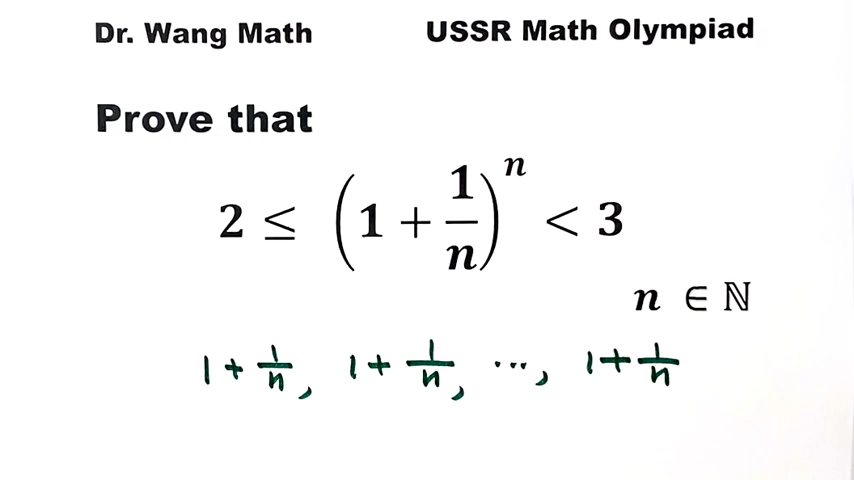 Dr. Wang Math USSR Math Olympiad
Prove that
2 ≤ (1 + 1/n)^n < 3
n ∈ ℕ
1 + 1/n, 1 + 1/n, ..., 1 + 1/n